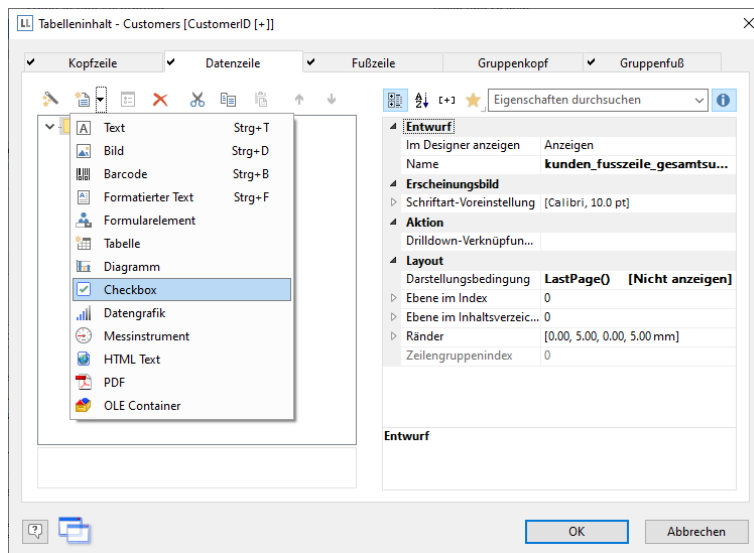 LL Tabelleninhalt - Customers [CustomerID [+]]
Kopfzeile Datenzeile Fußzeile Gruppenkopf Gruppenfuß
Eigenschaften durchsuchen
Text Strg+T
Bild Strg+D
Barcode Strg+B
Formatierter Text Strg+F
Formularelement
Tabelle
Diagramm
Checkbox
Datengrafik
Messinstrument
HTML Text
PDF
OLE Container
Entwurf
Im Designer anzeigen Anzeigen
Name kunden_fusszeile_gesamtsu...
Erscheinungsbild
Schriftart-Voreinstellung [Calibri, 10.0 pt]
Aktion
Drilldown-Verknüpfun...
Layout
Darstellungsbedingung LastPage() [Nicht anzeigen]
Ebene im Index 0
Ebene im Inhaltsverzeic... 0
Ränder [0.00, 5.00, 0.00, 5.00 mm]
Zeilengruppenindex 0
Entwurf
OK Abbrechen